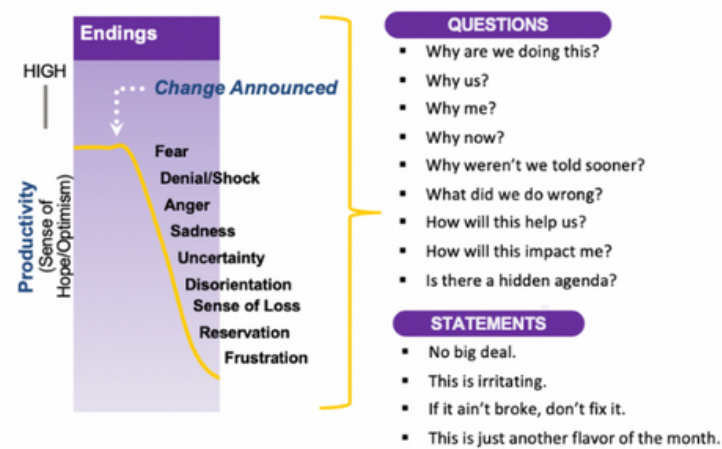 Endings
HIGH
Change Announced
Productivity
(Sense of
Hope/Optimism)
Fear
Denial/Shock
Anger
Sadness
Uncertainty
Disorientation
Sense of Loss
Reservation
Frustration
QUESTIONS
▪ Why are we doing this?
▪ Why us?
▪ Why me?
▪ Why now?
▪ Why weren't we told sooner?
▪ What did we do wrong?
▪ How will this help us?
▪ How will this impact me?
▪ Is there a hidden agenda?
STATEMENTS
▪ No big deal.
▪ This is irritating.
▪ If it ain't broke, don't fix it.
▪ This is just another flavor of the month.